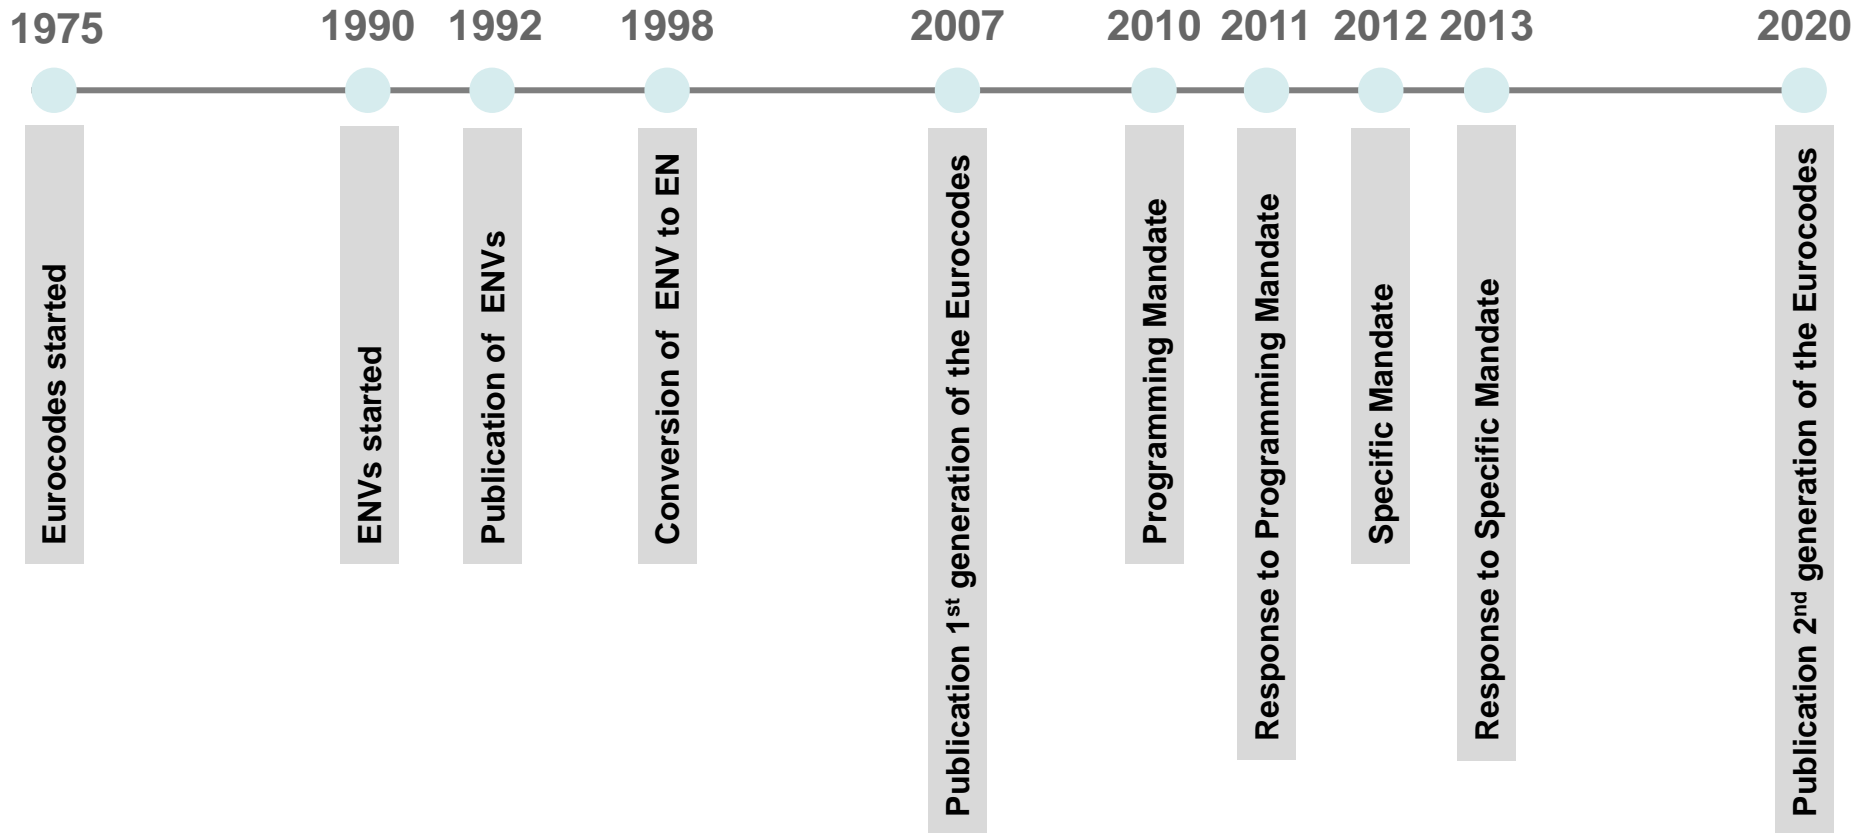 1975
1990
1992
1998
2007
2010
2011
2012
2013
2020
Eurocodes started
ENVs started
Publication of ENVs
Conversion of ENV to EN
Publication 1st generation of the Eurocodes
Programming Mandate
Response to Programming Mandate
Specific Mandate
Response to Specific Mandate
Publication 2nd generation of the Eurocodes